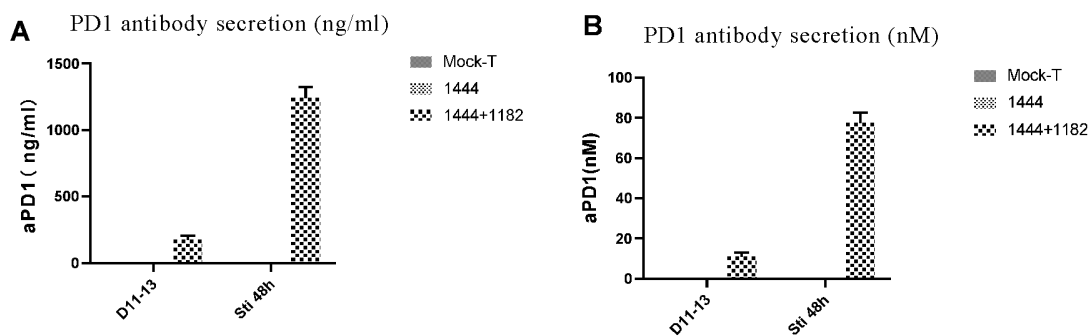 A
PD1 antibody secretion (ng/ml)
aPD1 ( ng/ml)
1500
1000
500
0
D11-13
Sti 48h
Mock-T
1444
1444+1182
B
PD1 antibody secretion (nM)
aPD1(nM)
100
80
60
40
20
0
D11-13
Sti 48h
Mock-T
1444
1444+1182